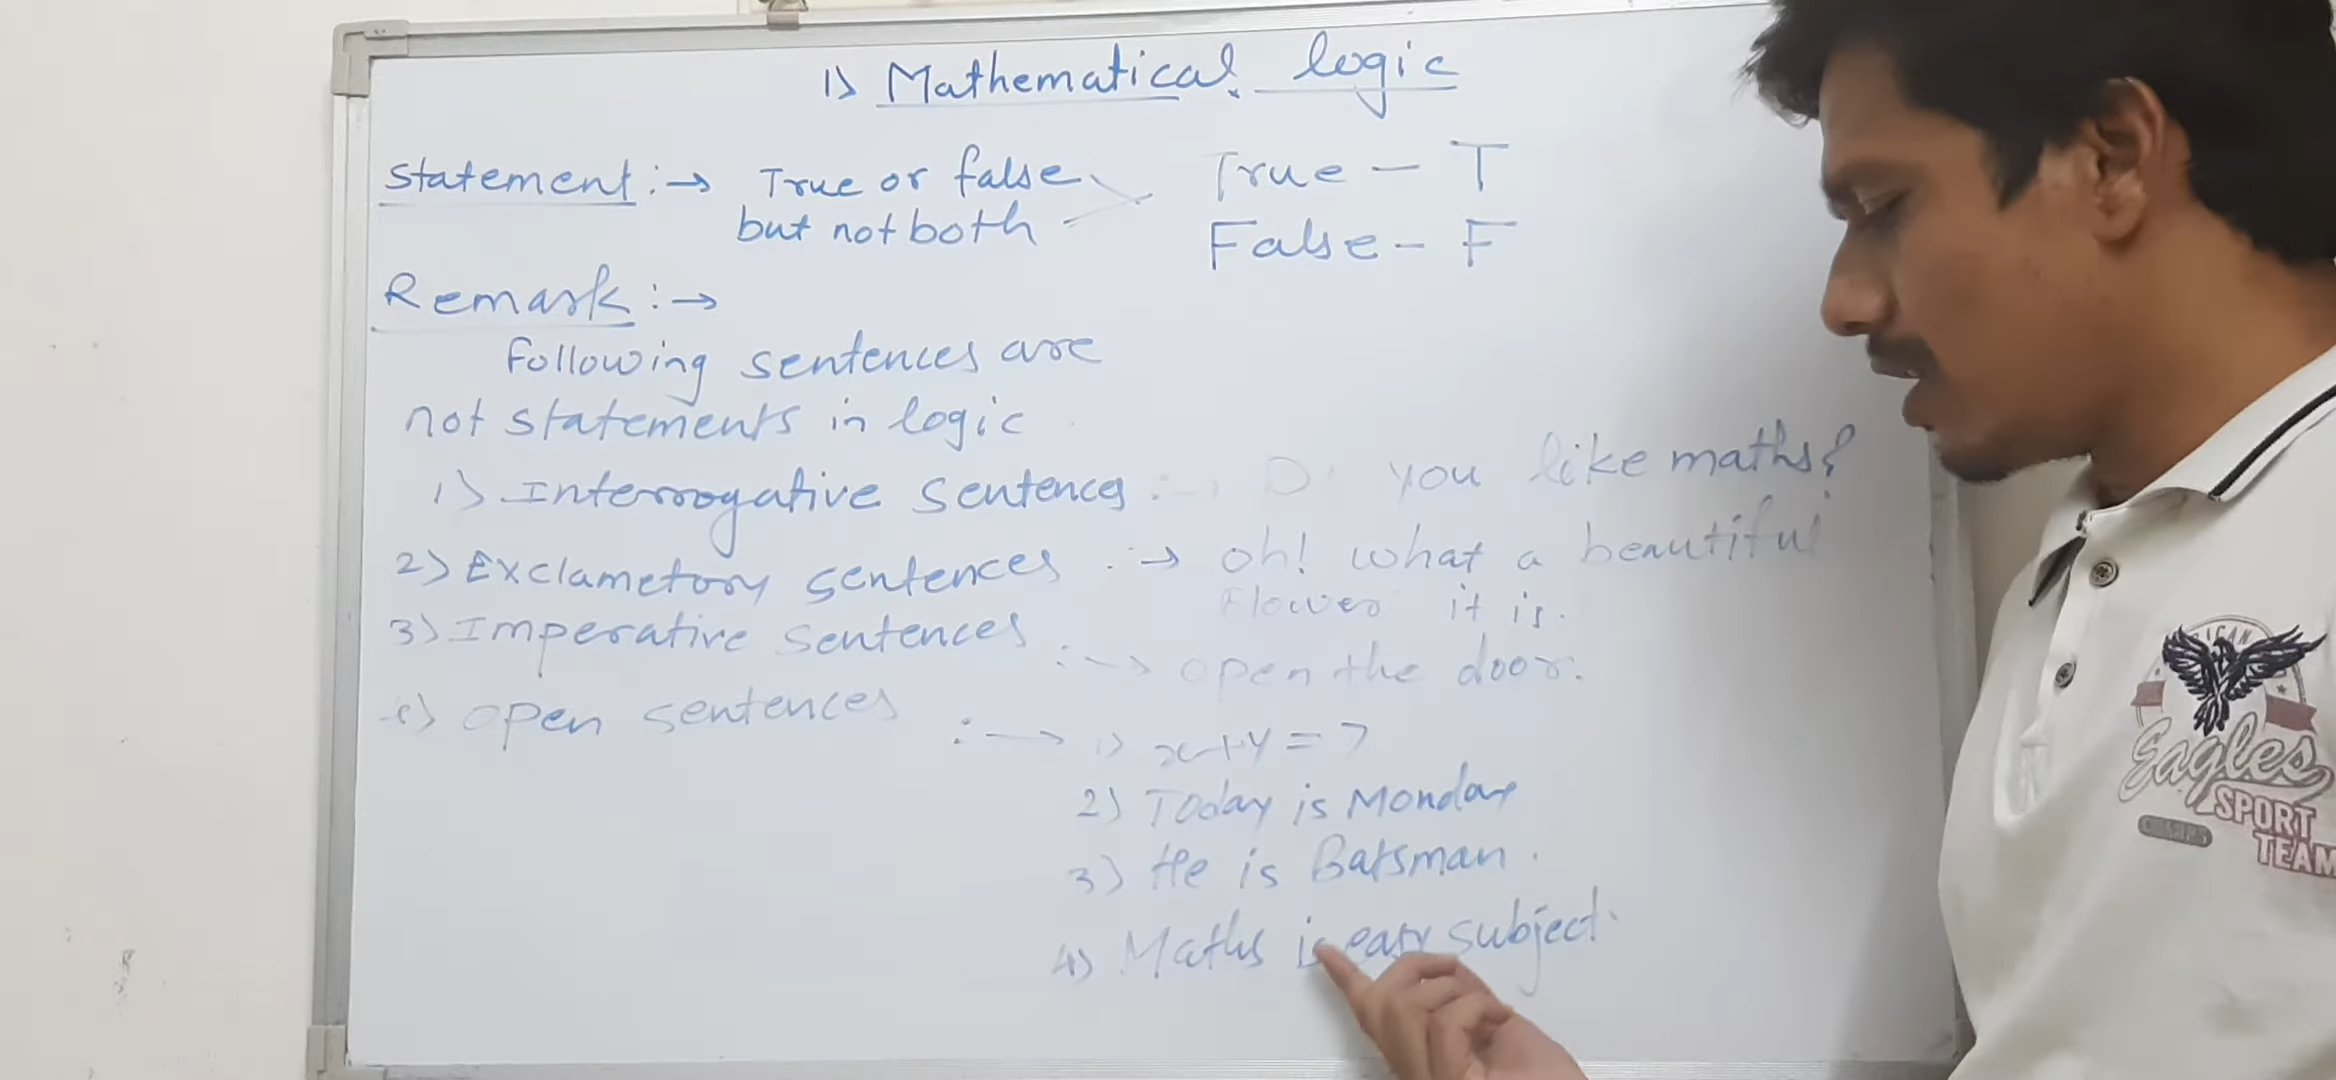 1) Mathematical logic
Statement :→ True or false
but not both
True – T
False – F
Remark :→
Following sentences are
not statements in logic
1) Interrogative sentences :→ Do you like maths?
2) Exclametory sentences :→ oh! what a beautiful
Flower it is.
3) Imperative sentences :→ open the door.
open sentences :→ 1) x+y=7
2) Today is Monday
3) He is Batsman.
4) Maths is easy subject.
Eagles
SPORT
TEAM